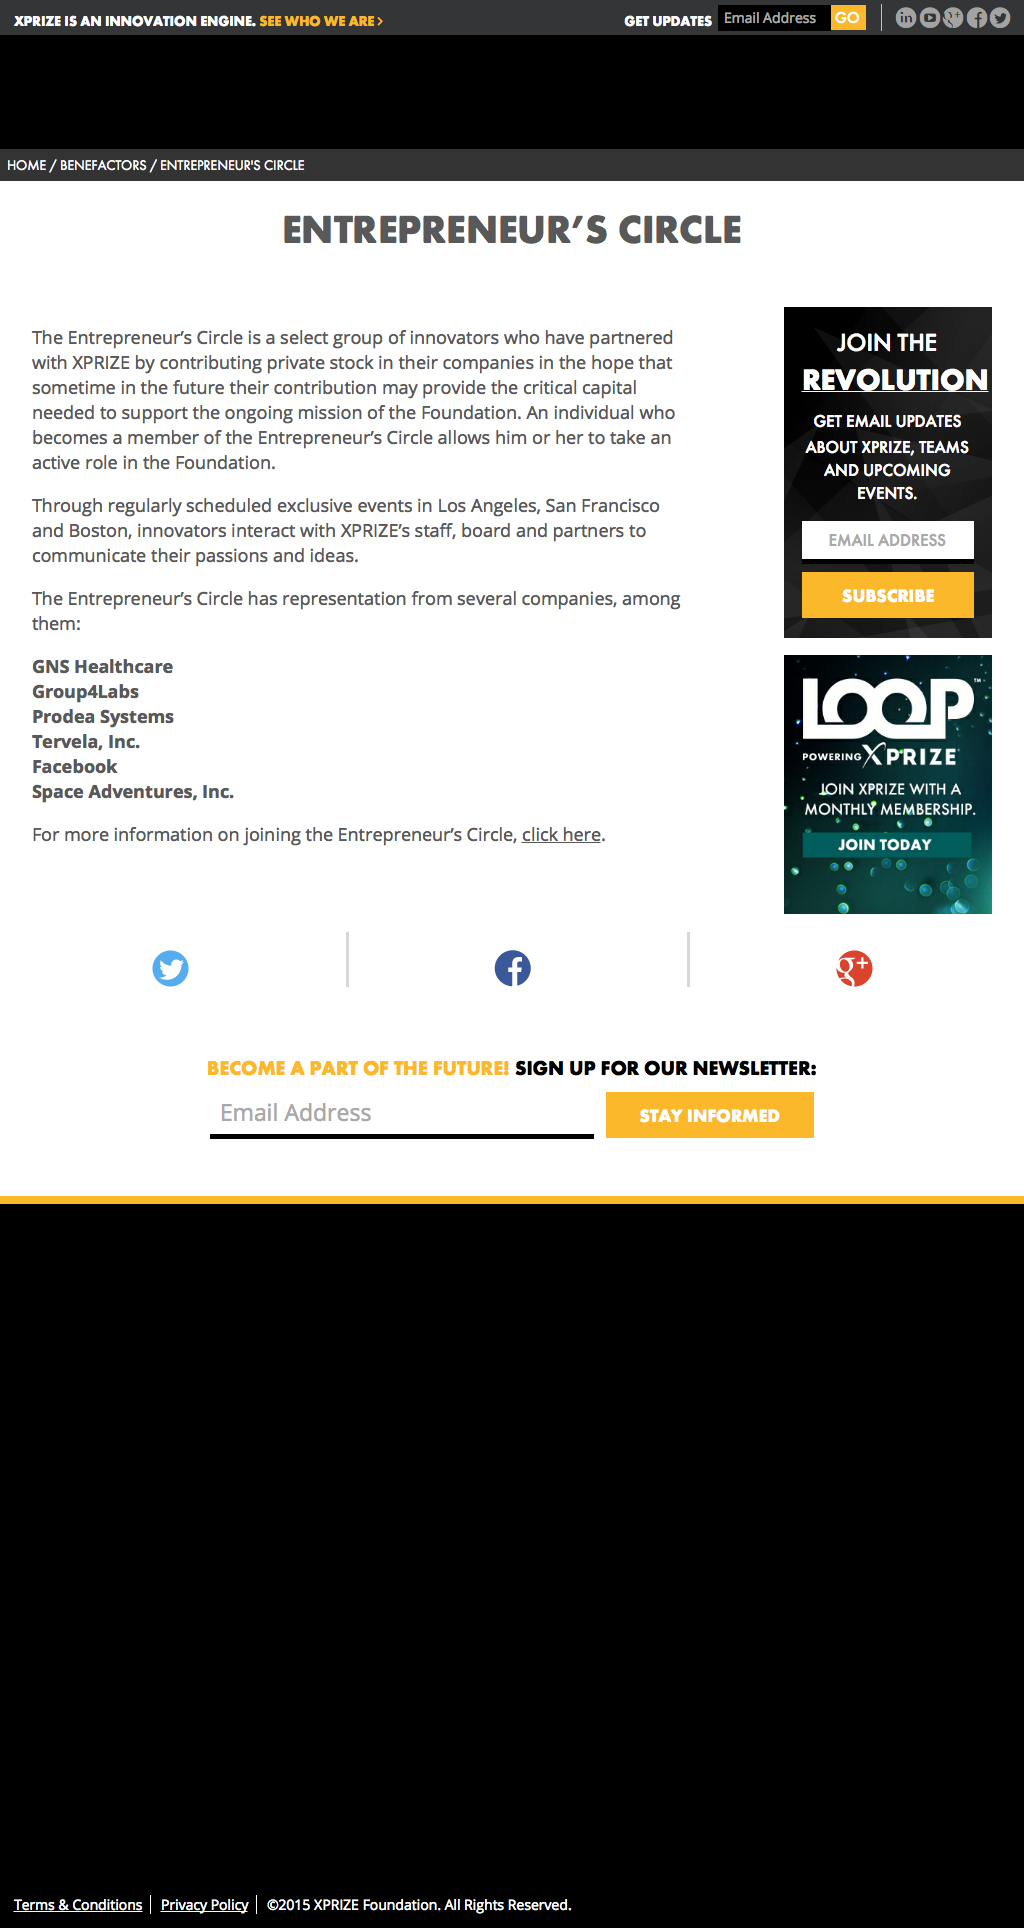 XPRIZE IS AN INNOVATION ENGINE. SEE WHO WE ARE >
GET UPDATES Email Address GO
HOME / BENEFACTORS / ENTREPRENEUR'S CIRCLE
ENTREPRENEUR’S CIRCLE
The Entrepreneur’s Circle is a select group of innovators who have partnered
with XPRIZE by contributing private stock in their companies in the hope that
sometime in the future their contribution may provide the critical capital
needed to support the ongoing mission of the Foundation. An individual who
becomes a member of the Entrepreneur’s Circle allows him or her to take an
active role in the Foundation.
Through regularly scheduled exclusive events in Los Angeles, San Francisco
and Boston, innovators interact with XPRIZE’s staff, board and partners to
communicate their passions and ideas.
The Entrepreneur’s Circle has representation from several companies, among
them:
GNS Healthcare
Group4Labs
Prodea Systems
Tervela, Inc.
Facebook
Space Adventures, Inc.
For more information on joining the Entrepreneur’s Circle, click here.
JOIN THE
REVOLUTION
GET EMAIL UPDATES
ABOUT XPRIZE, TEAMS
AND UPCOMING
EVENTS.
EMAIL ADDRESS
SUBSCRIBE
LOOP™
POWERING XPRIZE
JOIN XPRIZE WITH A
MONTHLY MEMBERSHIP.
JOIN TODAY
BECOME A PART OF THE FUTURE! SIGN UP FOR OUR NEWSLETTER:
Email Address
STAY INFORMED
Terms & Conditions Privacy Policy ©2015 XPRIZE Foundation. All Rights Reserved.